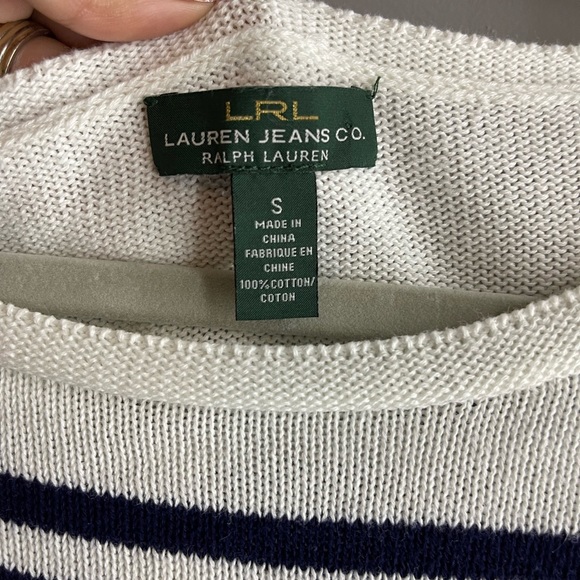 LRL
LAUREN JEANS CO.
RALPH LAUREN
S
MADE IN
CHINA
FABRIQUE EN
CHINE
100% COTTON/
COTON